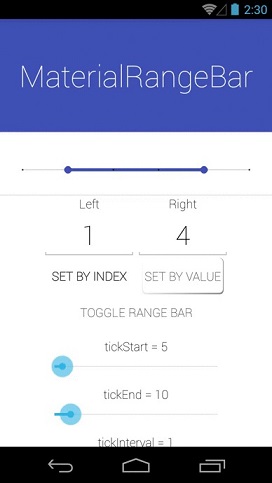 2:30
MaterialRangeBar
Left Right
1 4
SET BY INDEX SET BY VALUE
TOGGLE RANGE BAR
tickStart = 5
tickEnd = 10
tickInterval = 1